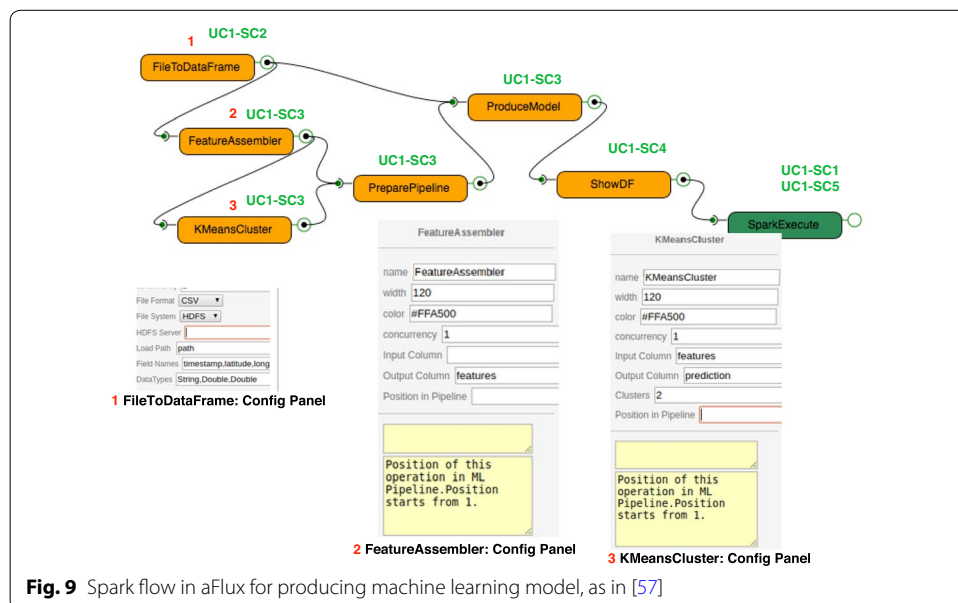 1 UC1-SC2
FileToDataFrame
UC1-SC3
ProduceModel
2 UC1-SC3
FeatureAssembler
UC1-SC3
PreparePipeline
UC1-SC4
ShowDF
UC1-SC1
UC1-SC5
SparkExecute
3 UC1-SC3
KMeansCluster
File Format CSV
File System HDFS
HDFS Server
Load Path path
Field Names timestamp,latitude,long
DataTypes String,Double,Double
1 FileToDataFrame: Config Panel
FeatureAssembler
name FeatureAssembler
width 120
color #FFA500
concurrency 1
Input Column
Output Column features
Position in Pipeline
Position of this
operation in ML
Pipeline.Position
starts from 1.
2 FeatureAssembler: Config Panel
KMeansCluster
name KMeansCluster
width 120
color #FFA500
concurrency 1
Input Column features
Output Column prediction
Clusters 2
Position in Pipeline
Position of this
operation in ML
Pipeline.Position
starts from 1.
3 KMeansCluster: Config Panel
Fig. 9 Spark flow in aFlux for producing machine learning model, as in [57]